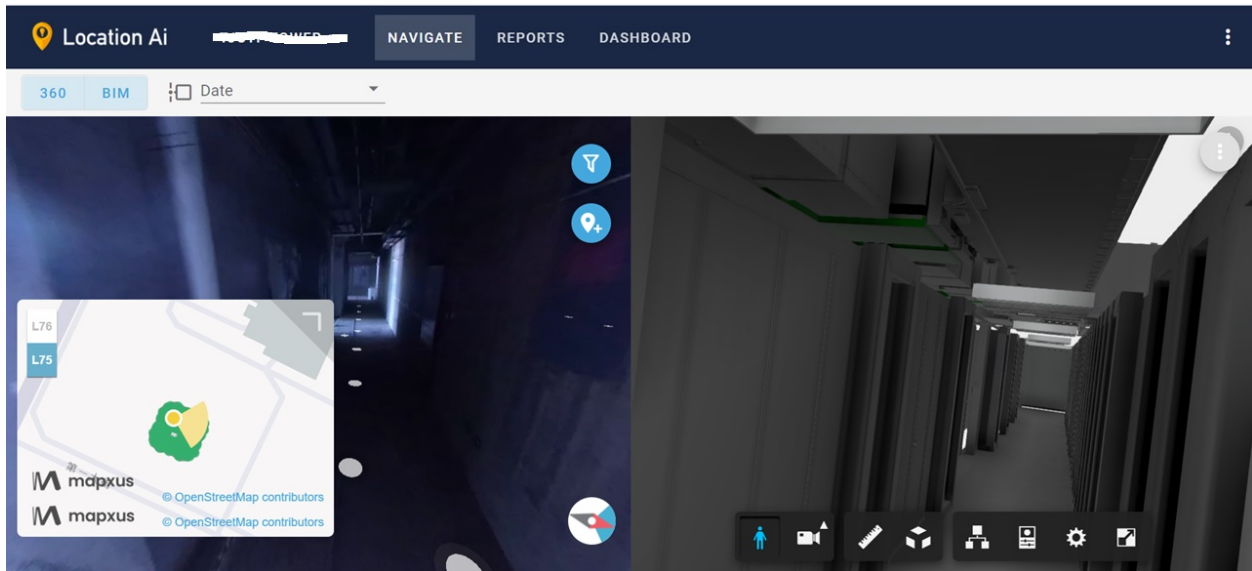 Location Ai
NAVIGATE
REPORTS
DASHBOARD
360
BIM
Date
L76
L75
mapxus
© OpenStreetMap contributors
mapxus
© OpenStreetMap contributors